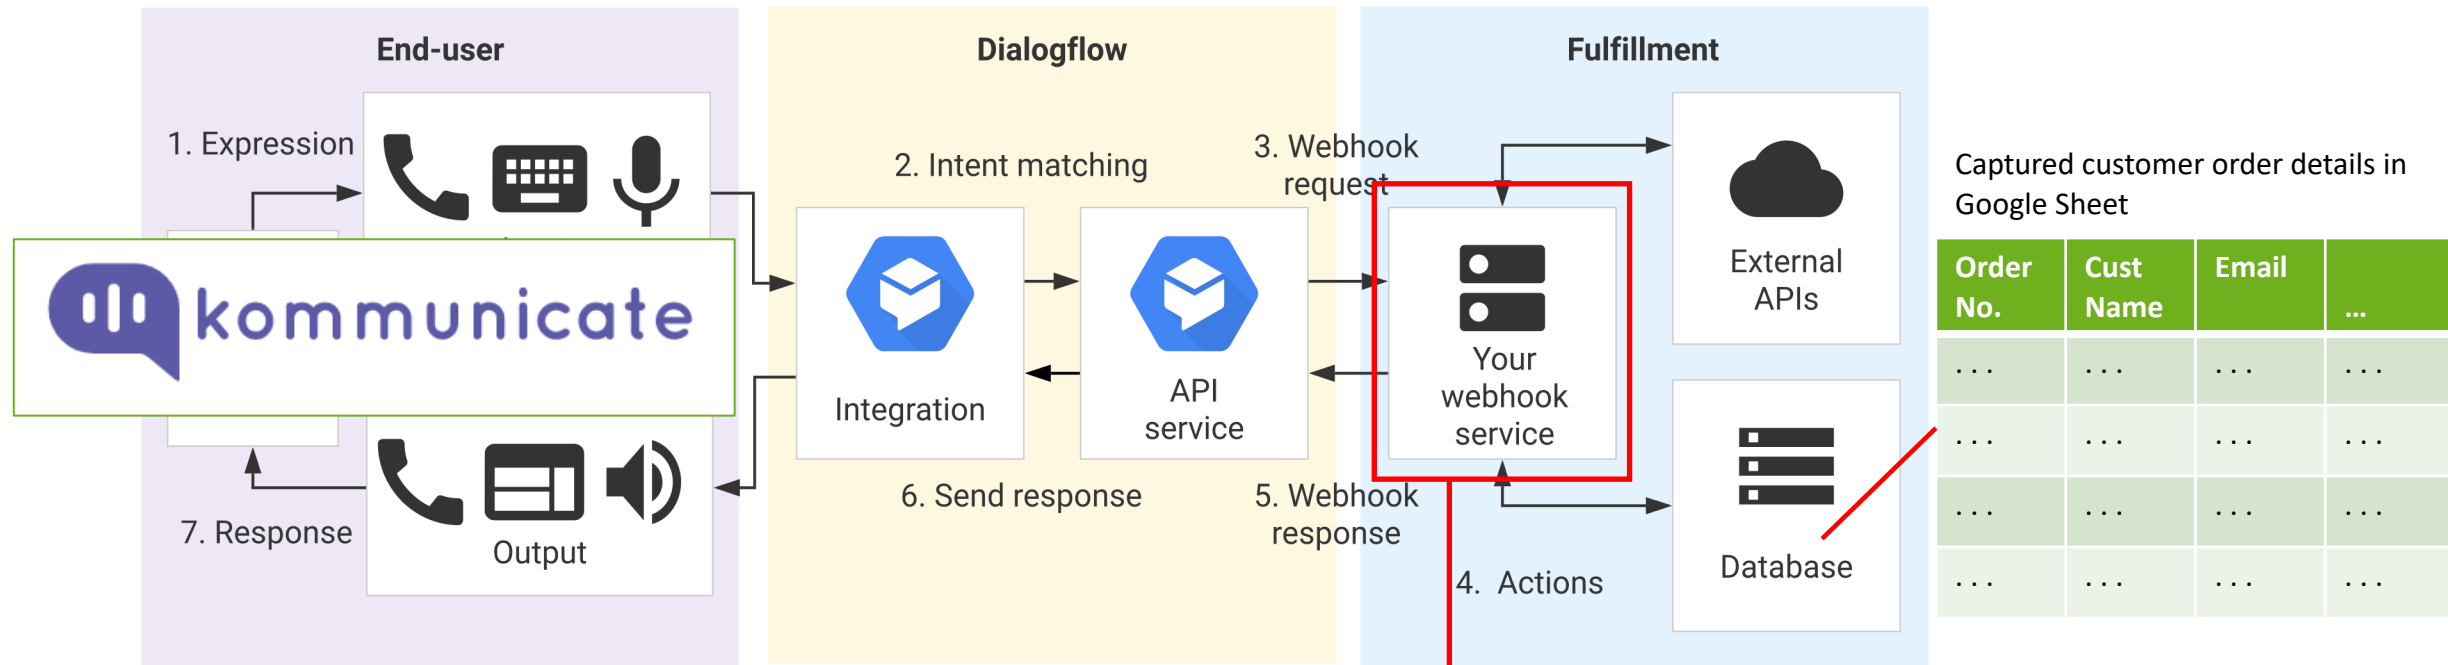 End-user
Dialogflow
Fulfillment
1. Expression
2. Intent matching
3. Webhook
request
kommunicate
Integration
API
service
Your
webhook
service
External
APIs
Database
6. Send response
5. Webhook
response
4. Actions
7. Response
Output
Captured customer order details in
Google Sheet
Order
No.
Cust
Name
Email
...
. . . . . . . . . . . .
. . . . . . . . . . . .
. . . . . . . . . . . .
. . . . . . . . . . . .